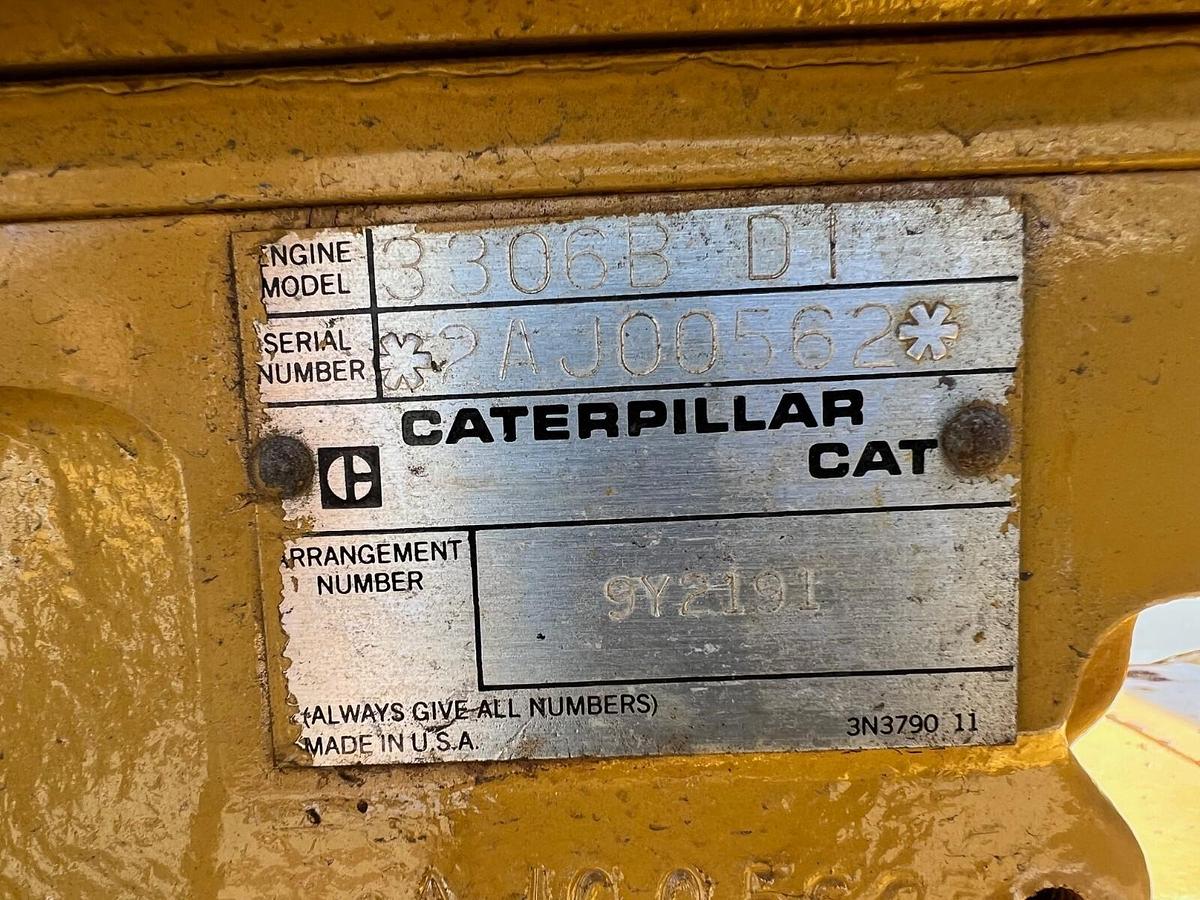 ENGINE
MODEL
3306B DI
SERIAL
NUMBER
*2AJ00562*
CATERPILLAR
CAT
ARRANGEMENT
NUMBER
9Y2191
(ALWAYS GIVE ALL NUMBERS)
MADE IN U.S.A.
3N3790 11